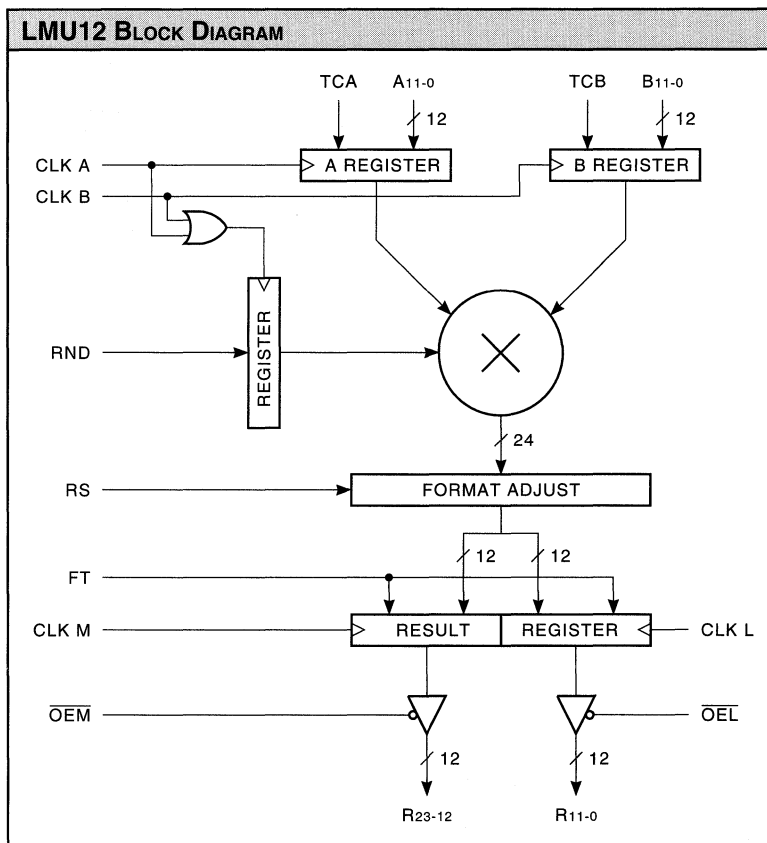 LMU12 BLOCK DIAGRAM
TCA A11-0 TCB B11-0
12 12
CLK A A REGISTER B REGISTER
CLK B
REGISTER
RND
24
RS FORMAT ADJUST
12 12
FT
CLK M RESULT REGISTER CLK L
OEM OEL
12 12
R23-12 R11-0